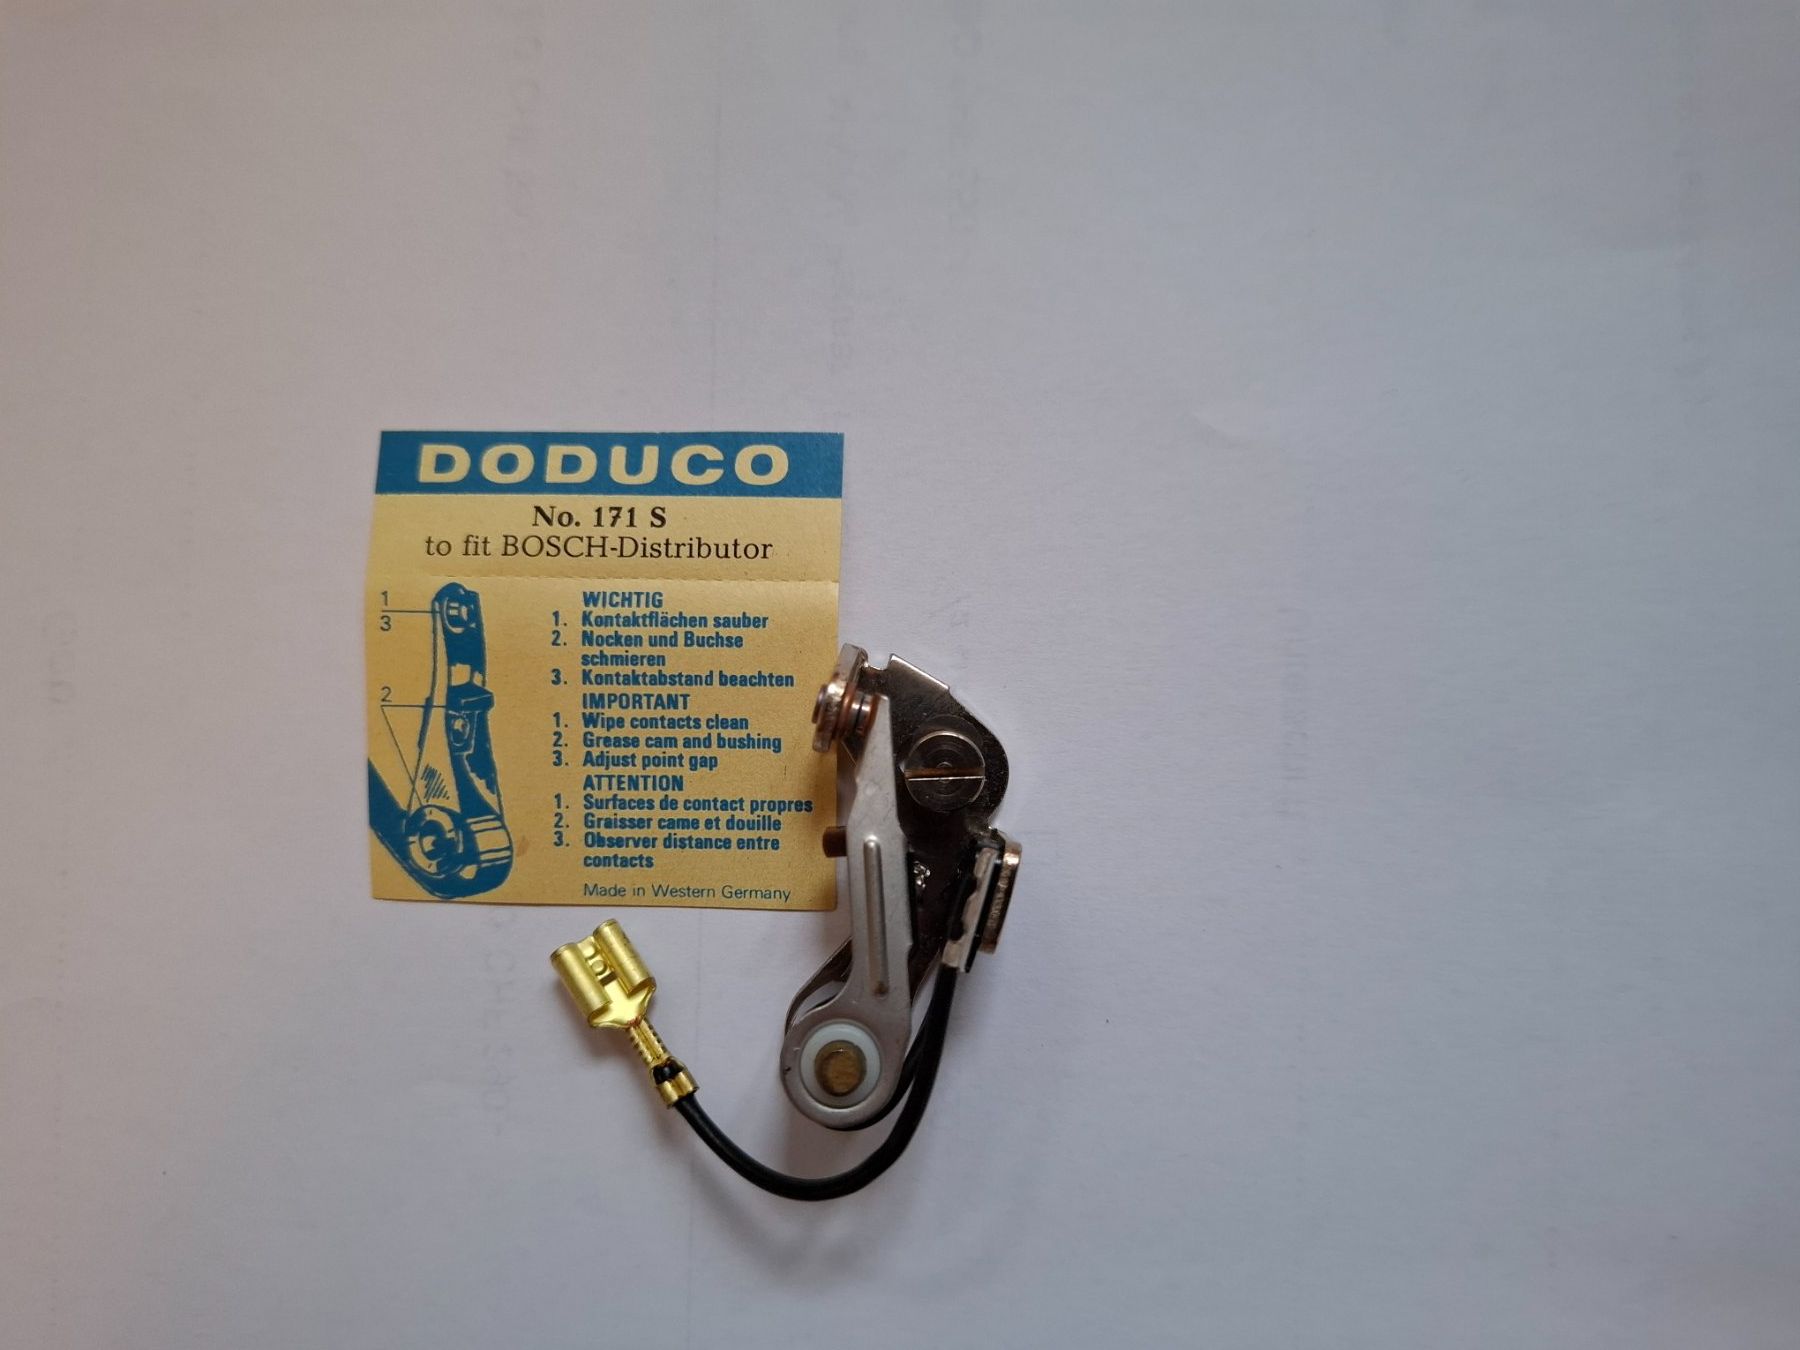 DODUCO
No. 171 S
to fit BOSCH-Distributor
1
3
2
WICHTIG
1. Kontaktflächen sauber
2. Nocken und Buchse
schmieren
3. Kontaktabstand beachten
IMPORTANT
1. Wipe contacts clean
2. Grease cam and bushing
3. Adjust point gap
ATTENTION
1. Surfaces de contact propres
2. Graisser came et douille
3. Observer distance entre
contacts
Made in Western Germany